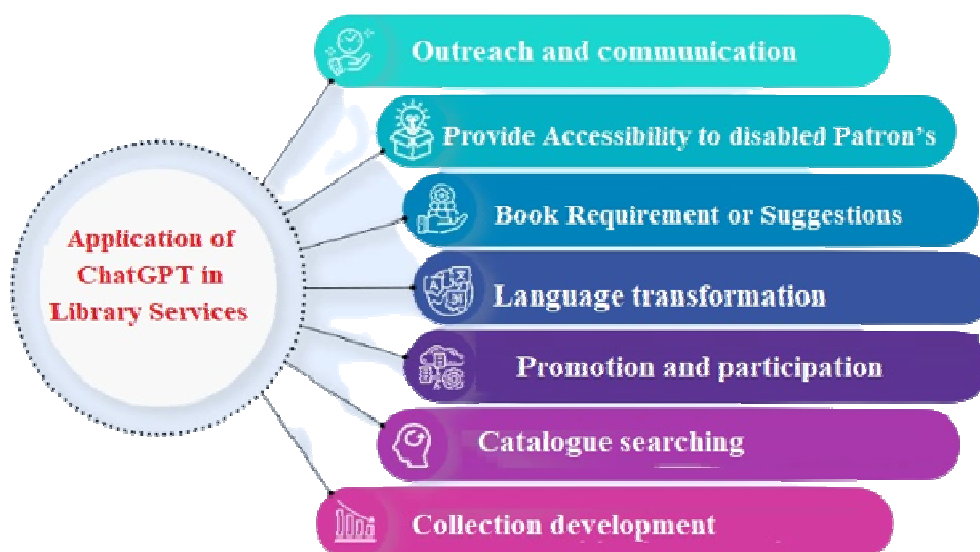 Outreach and communication
Provide Accessibility to disabled Patron's
Book Requirement or Suggestions
Application of
ChatGPT in
Library Services
Language transformation
Promotion and participation
Catalogue searching
Collection development